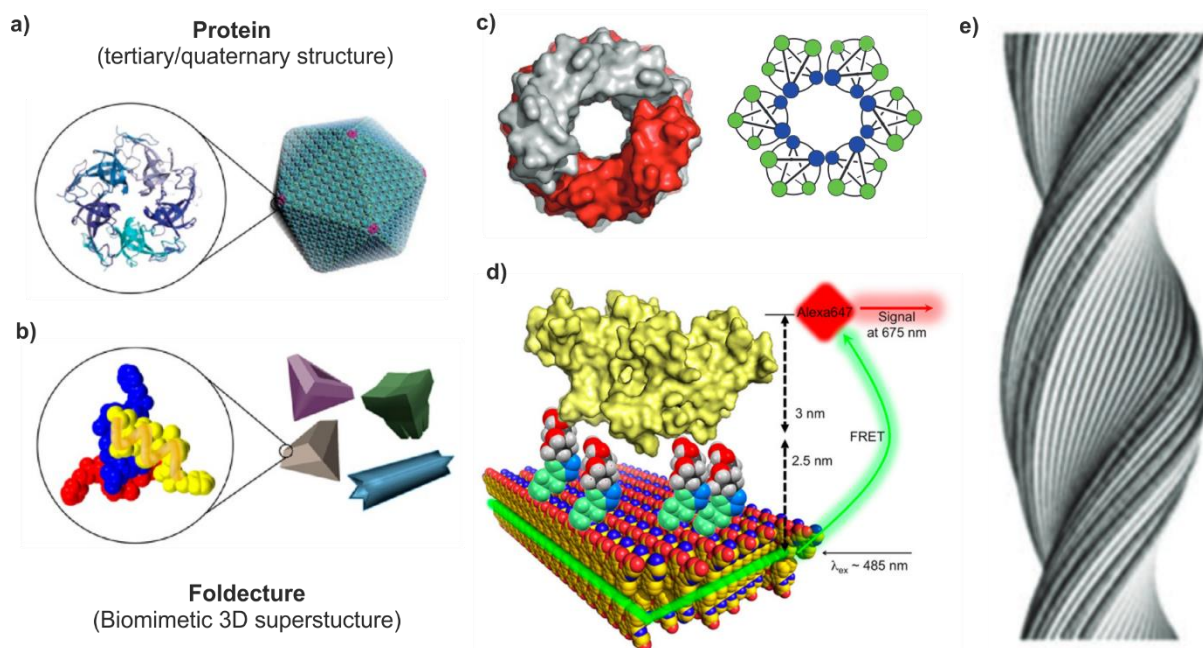 a)
Protein
(tertiary/quaternary structure)
b)
Foldecture
(Biomimetic 3D superstucture)
c)
d)
Alexa647
Signal
at 675 nm
3 nm
FRET
2.5 nm
λex ~ 485 nm
e)